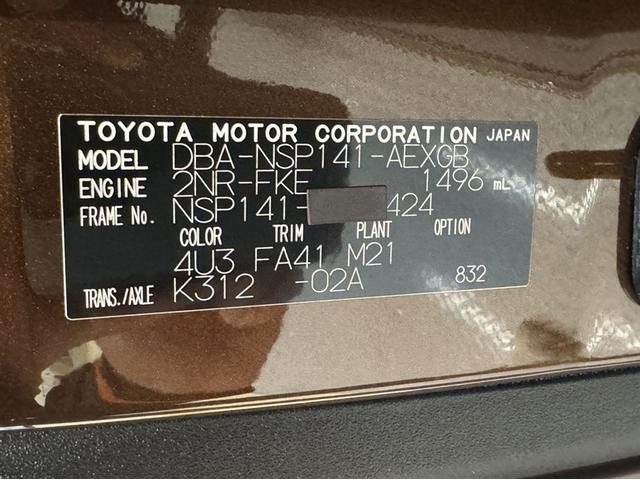 TOYOTA MOTOR CORPORATION JAPAN
MODEL DBA-NSP141-AEXGB
ENGINE 2NR-FKE 1496 mL
FRAME No. NSP141- 424
COLOR TRIM PLANT OPTION
4U3 FA41 M21
TRANS./AXLE K312 -02A 832